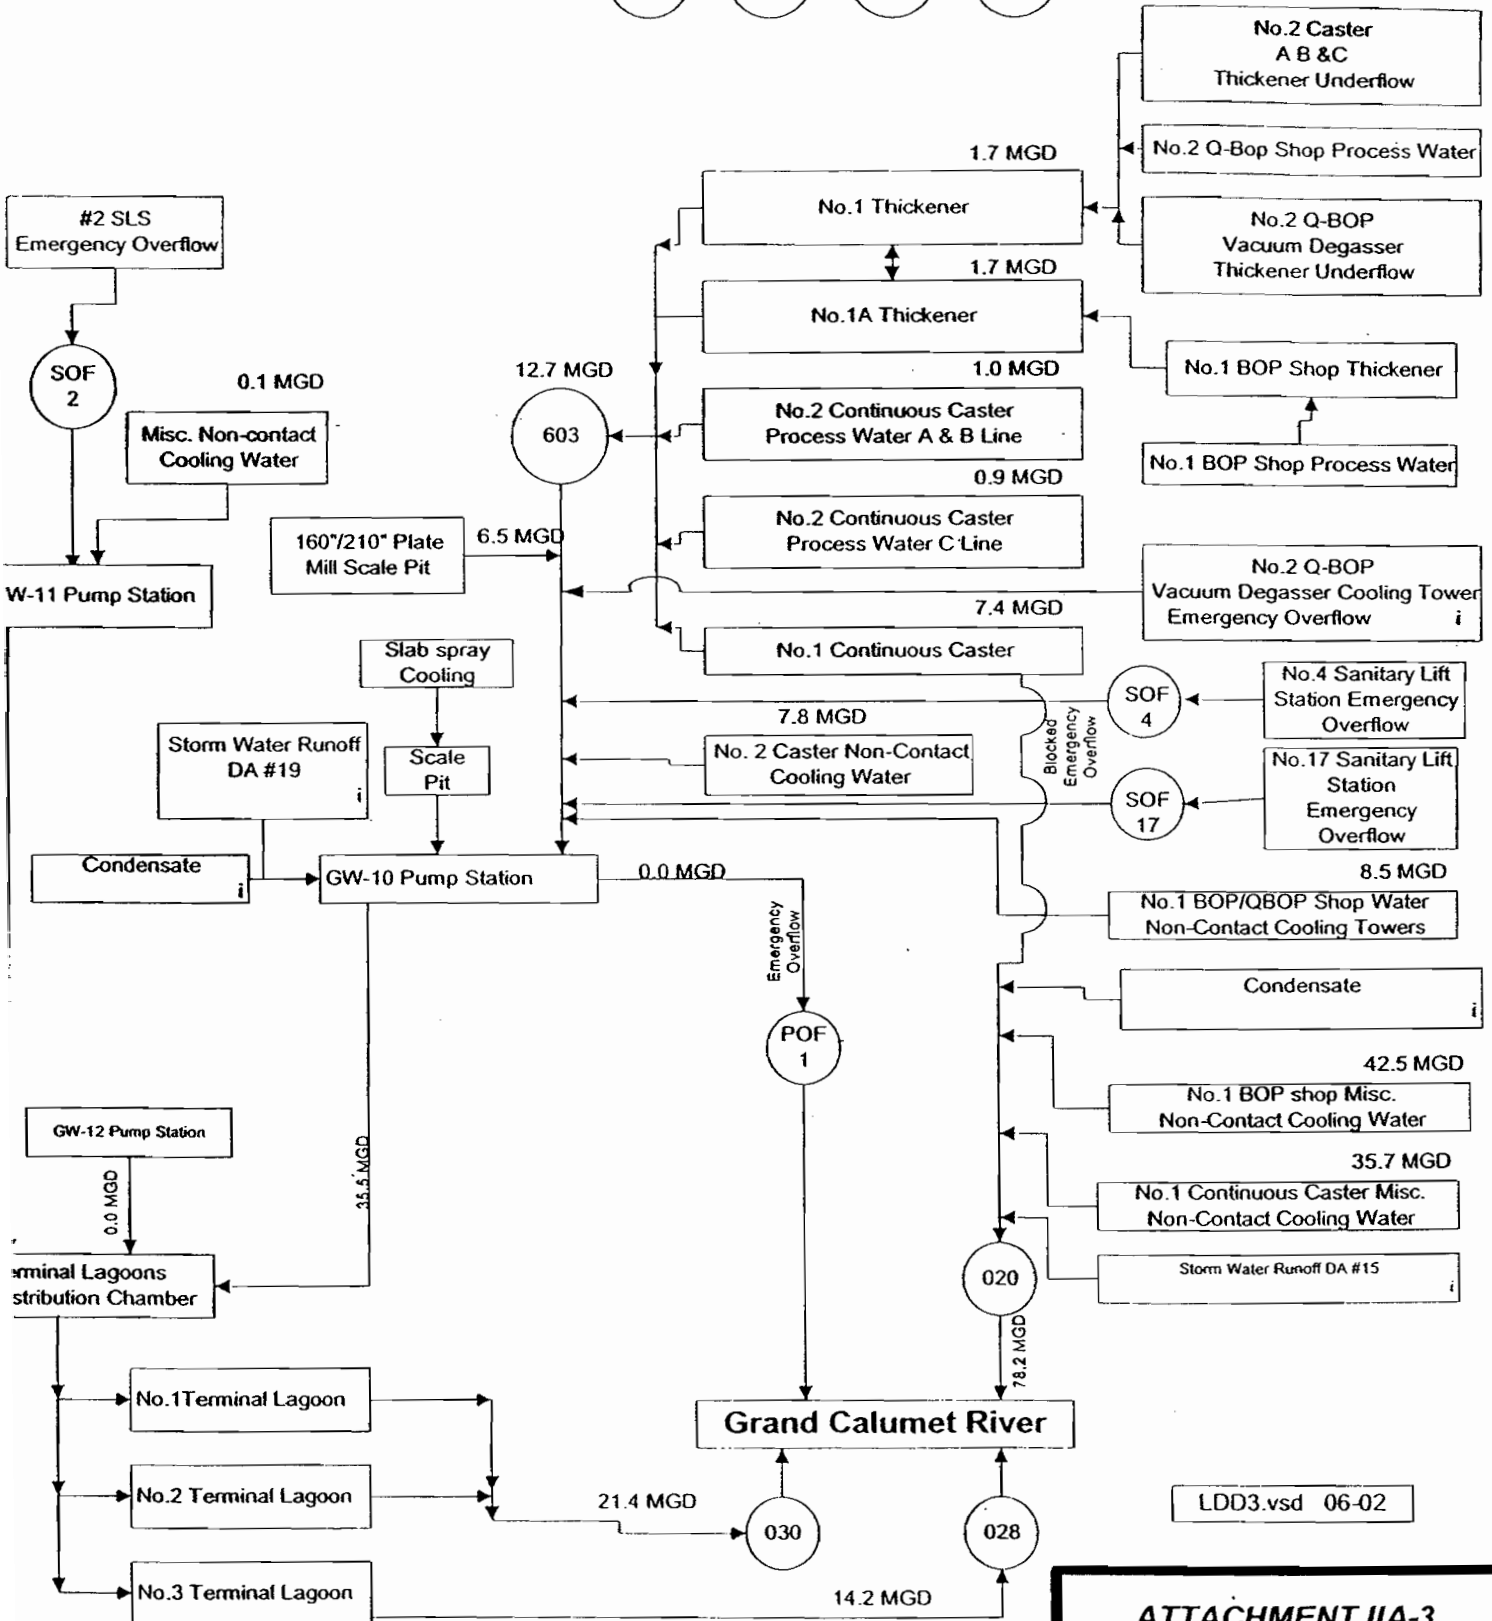 No.2 Caster
A B &C
Thickener Underflow
No.2 Q-Bop Shop Process Water
1.7 MGD
No.1 Thickener
No.2 Q-BOP
Vacuum Degasser
Thickener Underflow
#2 SLS
Emergency Overflow
1.7 MGD
No.1A Thickener
No.1 BOP Shop Thickener
SOF
2
0.1 MGD
12.7 MGD
1.0 MGD
Misc. Non-contact
Cooling Water
603
No.2 Continuous Caster
Process Water A & B Line
No.1 BOP Shop Process Water
0.9 MGD
160"/210" Plate
Mill Scale Pit
6.5 MGD
No.2 Continuous Caster
Process Water C Line
No.2 Q-BOP
Vacuum Degasser Cooling Tower
Emergency Overflow i
W-11 Pump Station
7.4 MGD
Slab spray
Cooling
No.1 Continuous Caster
SOF
4
No.4 Sanitary Lift
Station Emergency
Overflow
7.8 MGD
Blocked
Emergency
Overflow
Storm Water Runoff
DA #19
i
Scale
Pit
No. 2 Caster Non-Contact
Cooling Water
SOF
17
No.17 Sanitary Lift
Station
Emergency
Overflow
Condensate
i
GW-10 Pump Station
0.0 MGD
8.5 MGD
No.1 BOP/QBOP Shop Water
Non-Contact Cooling Towers
Emergency
Overflow
Condensate
i
POF
1
42.5 MGD
No.1 BOP shop Misc.
Non-Contact Cooling Water
GW-12 Pump Station
35.5 MGD
0.0 MGD
35.7 MGD
No.1 Continuous Caster Misc.
Non-Contact Cooling Water
erminal Lagoons
stribution Chamber
020
Storm Water Runoff DA #15
i
78.2 MGD
No.1Terminal Lagoon
Grand Calumet River
No.2 Terminal Lagoon
21.4 MGD
030
028
LDD3.vsd 06-02
No.3 Terminal Lagoon
14.2 MGD
ATTACHMENT IIA-3